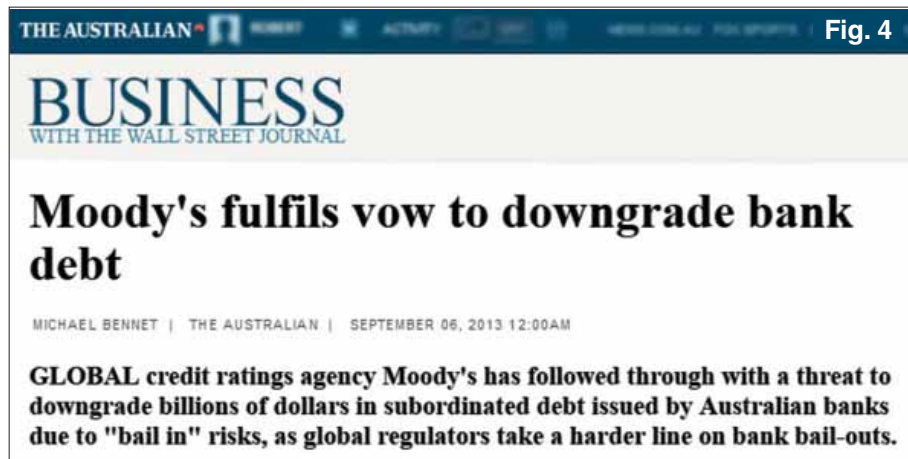 THE AUSTRALIAN
Fig. 4
BUSINESS
WITH THE WALL STREET JOURNAL
Moody's fulfils vow to downgrade bank
debt
MICHAEL BENNET | THE AUSTRALIAN | SEPTEMBER 06, 2013 12:00AM
GLOBAL credit ratings agency Moody's has followed through with a threat to
downgrade billions of dollars in subordinated debt issued by Australian banks
due to "bail in" risks, as global regulators take a harder line on bank bail-outs.